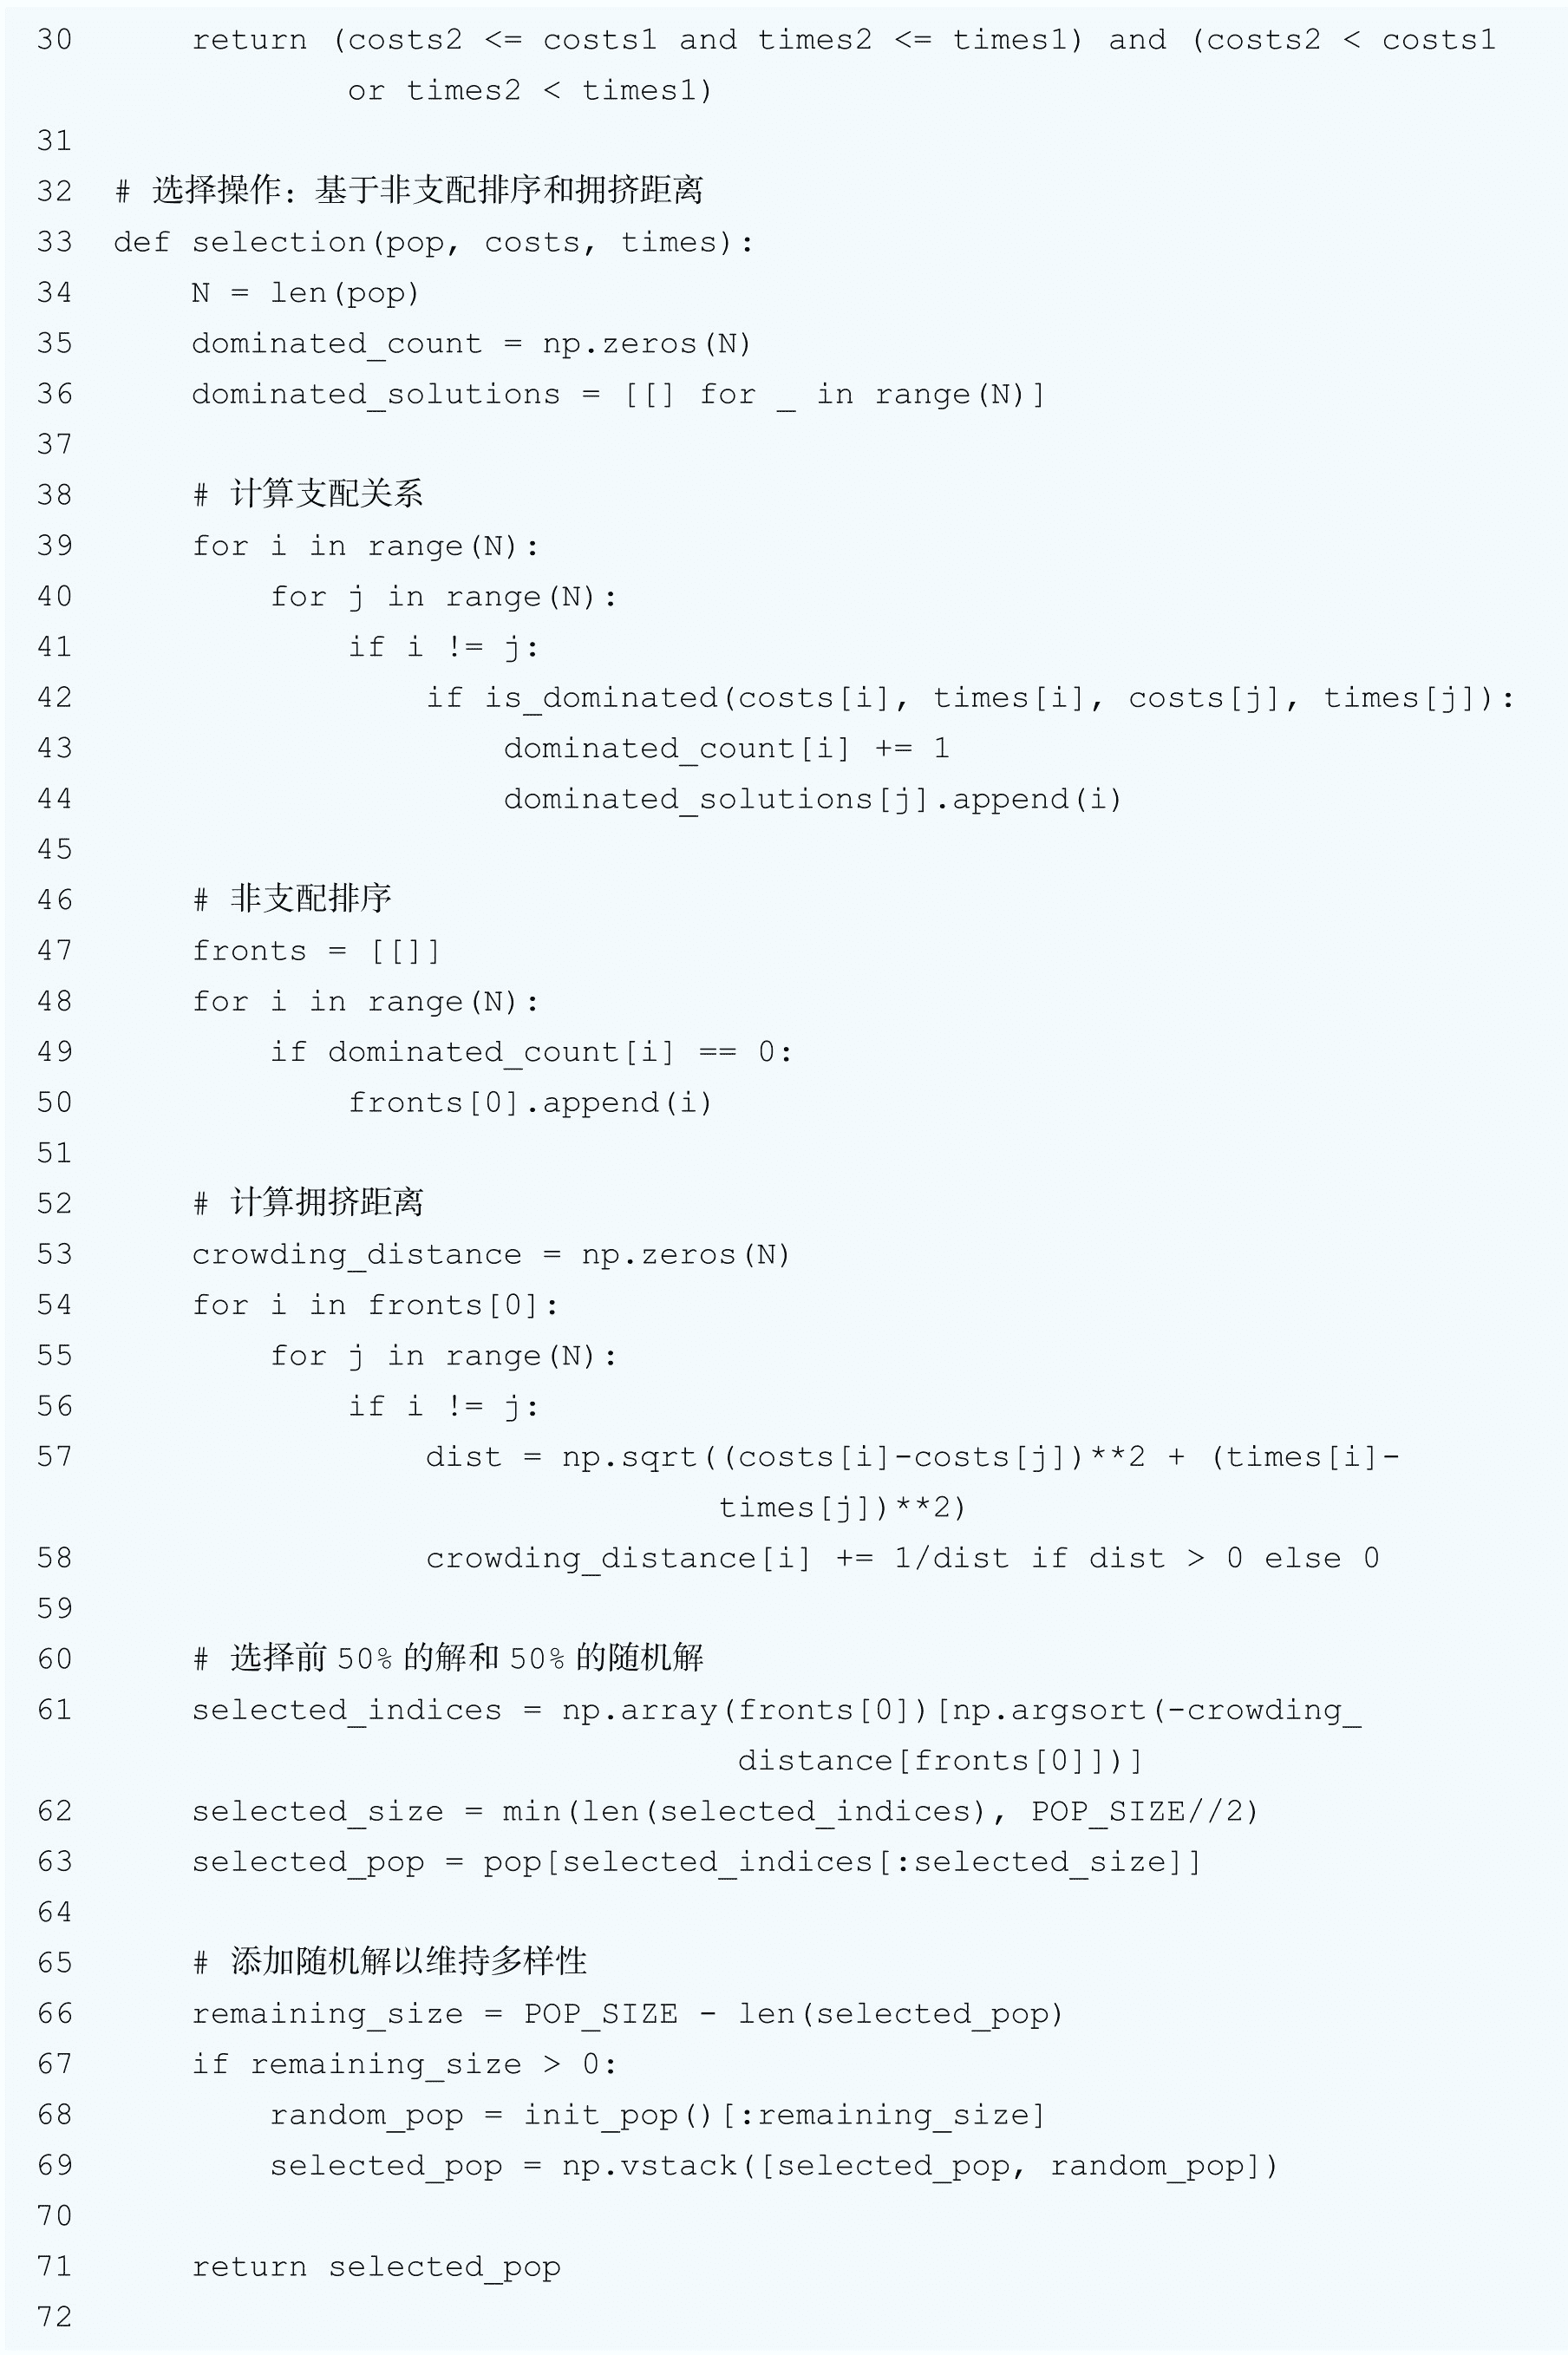 30      return (costs2 <= costs1 and times2 <= times1) and (costs2 < costs1
                or times2 < times1)
31
32  # 选择操作：基于非支配排序和拥挤距离
33  def selection(pop, costs, times):
34      N = len(pop)
35      dominated_count = np.zeros(N)
36      dominated_solutions = [[] for _ in range(N)]
37
38      # 计算支配关系
39      for i in range(N):
40          for j in range(N):
41              if i != j:
42                  if is_dominated(costs[i], times[i], costs[j], times[j]):
43                      dominated_count[i] += 1
44                      dominated_solutions[j].append(i)
45
46      # 非支配排序
47      fronts = [[]]
48      for i in range(N):
49          if dominated_count[i] == 0:
50              fronts[0].append(i)
51
52      # 计算拥挤距离
53      crowding_distance = np.zeros(N)
54      for i in fronts[0]:
55          for j in range(N):
56              if i != j:
57                  dist = np.sqrt((costs[i]-costs[j])**2 + (times[i]-
                                 times[j])**2)
58                  crowding_distance[i] += 1/dist if dist > 0 else 0
59
60      # 选择前 50% 的解和 50% 的随机解
61      selected_indices = np.array(fronts[0])[np.argsort(-crowding_
                                  distance[fronts[0]])]
62      selected_size = min(len(selected_indices), POP_SIZE//2)
63      selected_pop = pop[selected_indices[:selected_size]]
64
65      # 添加随机解以维持多样性
66      remaining_size = POP_SIZE - len(selected_pop)
67      if remaining_size > 0:
68          random_pop = init_pop()[:remaining_size]
69          selected_pop = np.vstack([selected_pop, random_pop])
70
71      return selected_pop
72